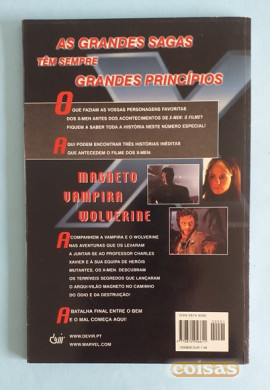 AS GRANDES SAGAS
TÊM SEMPRE
GRANDES PRINCÍPIOS
O QUE FAZIAM AS VOSSAS PERSONAGENS FAVORITAS
DOS X-MEN ANTES DOS ACONTECIMENTOS DE X-MEN: O FILME?
FIQUEM A SABER TODA A HISTÓRIA NESTE NÚMERO ESPECIAL!
AQUI PODEM ENCONTRAR TRÊS HISTÓRIAS INÉDITAS
QUE ANTECEDEM O FILME DOS X-MEN:
MAGNETO
VAMPIRA
WOLVERINE
ACOMPANHEM A VAMPIRA E O WOLVERINE
NAS AVENTURAS QUE OS LEVARAM
A JUNTAR-SE AO PROFESSOR CHARLES
XAVIER E À SUA EQUIPA DE HERÓIS
MUTANTES, OS X-MEN. DESCUBRAM
OS TERRÍVEIS SEGREDOS QUE LANÇARAM
O ARQUI-VILÃO MAGNETO NO CAMINHO
DO ÓDIO E DA DESTRUIÇÃO!
A BATALHA FINAL ENTRE O BEM
E O MAL COMEÇA AQUI!
Devir
WWW.DEVIR.PT
WWW.MARVEL.COM
coisas